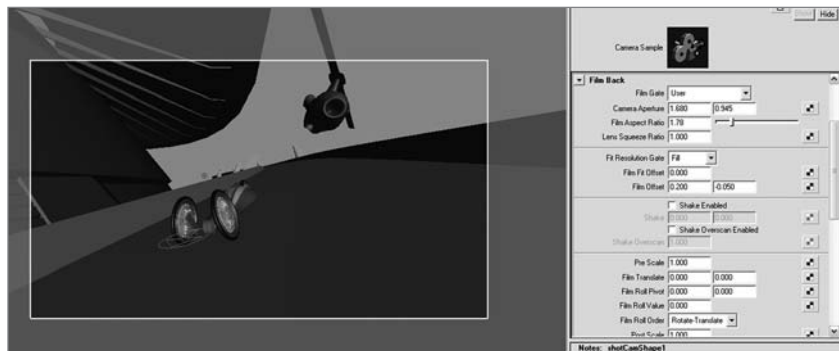 Hide
Camera Sample
Film Back
Film Gate User
Camera Aperture 1.680 0.945
Film Aspect Ratio 1.78
Lens Squeeze Ratio 1.000
Fit Resolution Gate Fill
Film Fit Offset 0.000
Film Offset 0.200 -0.050
Shake Enabled
Shake 0.000 0.000
Shake Overscan Enabled
Shake Overscan 1.000
Pre Scale 1.000
Film Translate 0.000 0.000
Film Roll Pivot 0.000 0.000
Film Roll Value 0.000
Film Roll Order Rotate-Translate
Post Scale 1.000
Notes: shotCamShape1